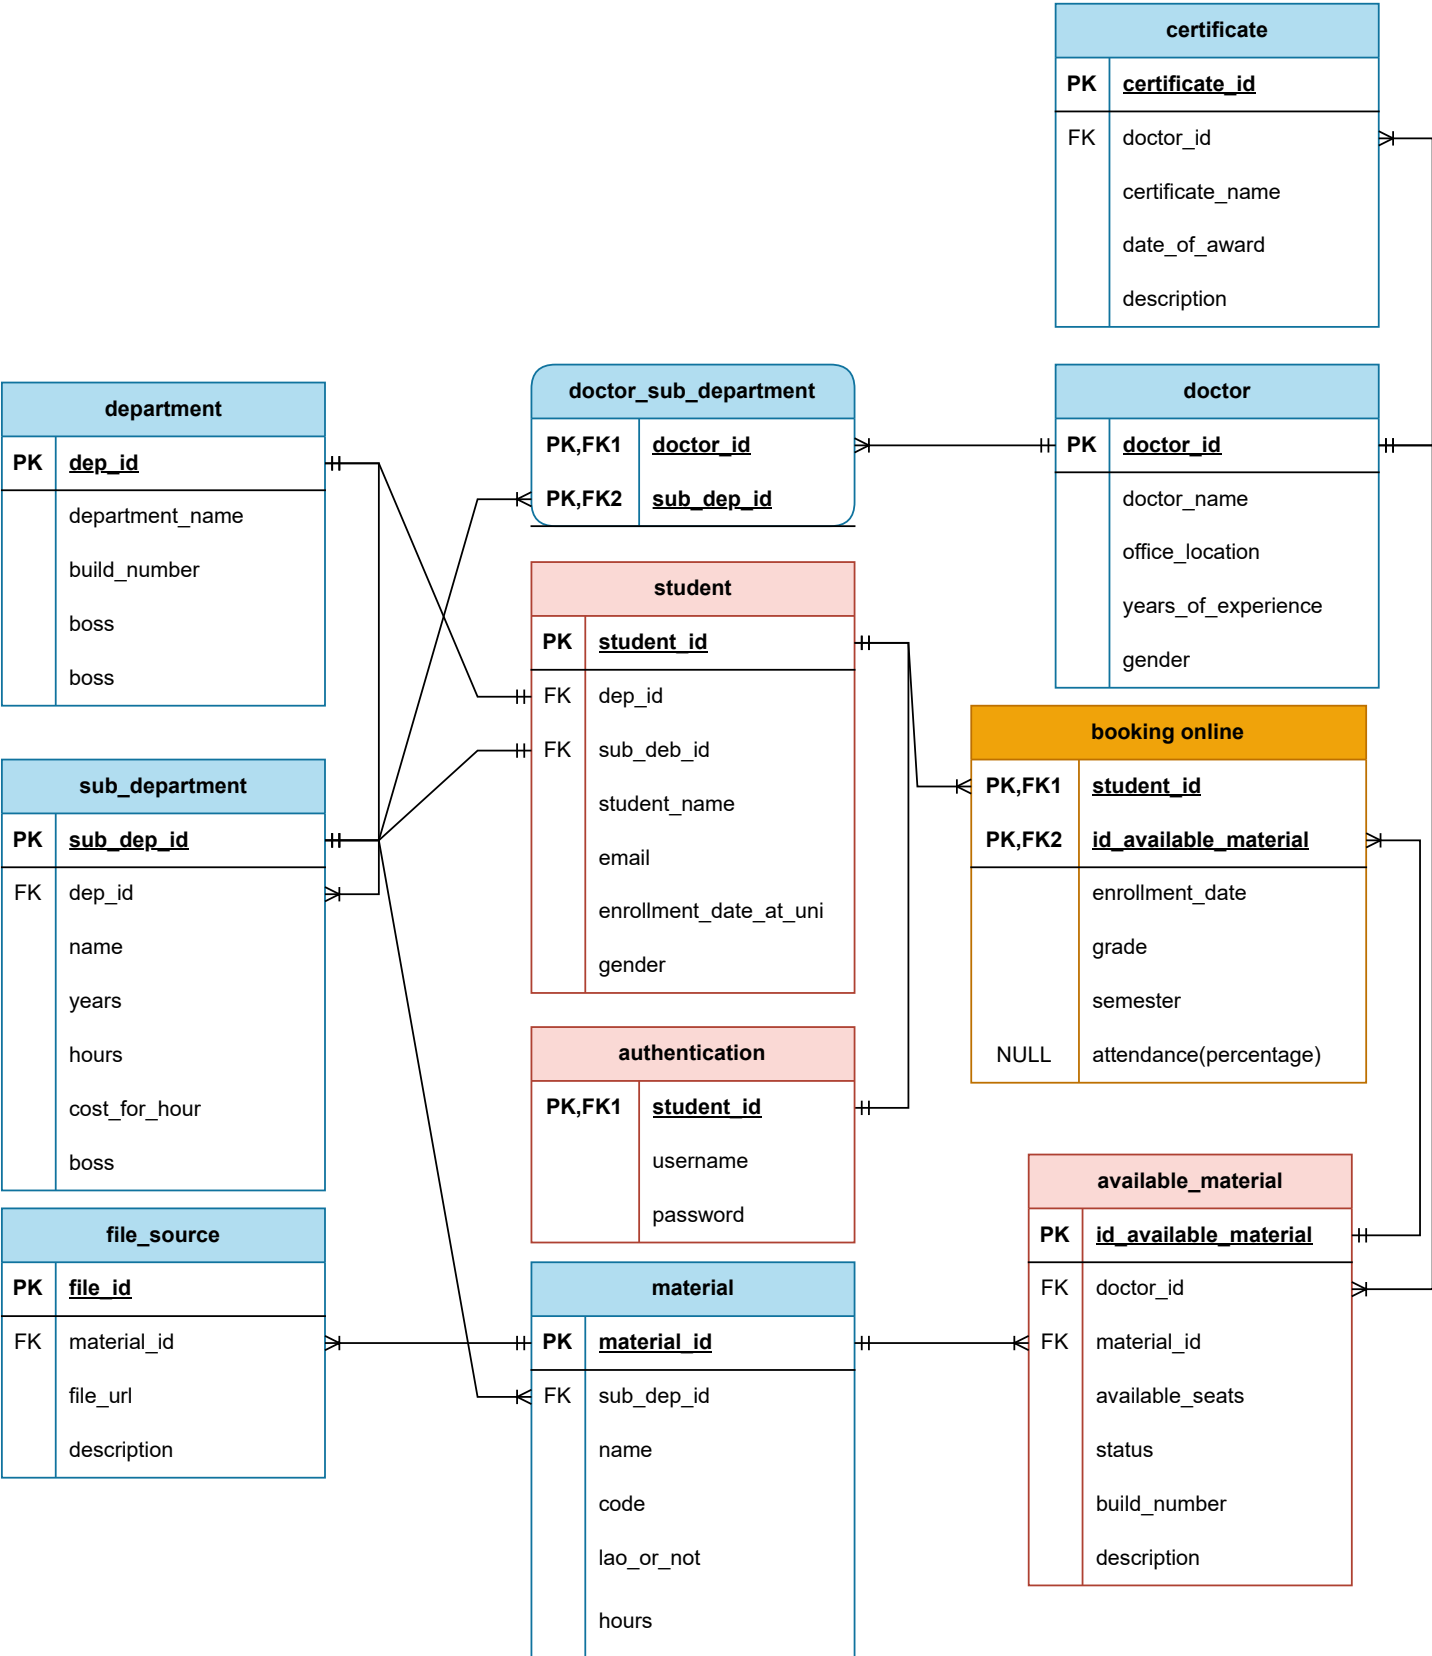 certificate
PK certificate_id
FK doctor_id
certificate_name
date_of_award
description
department
PK dep_id
department_name
build_number
boss
boss
doctor_sub_department
PK,FK1 doctor_id
PK,FK2 sub_dep_id
doctor
PK doctor_id
doctor_name
office_location
years_of_experience
gender
student
PK student_id
FK dep_id
FK sub_deb_id
student_name
email
enrollment_date_at_uni
gender
booking online
PK,FK1 student_id
PK,FK2 id_available_material
enrollment_date
grade
semester
NULL attendance(percentage)
sub_department
PK sub_dep_id
FK dep_id
name
years
hours
cost_for_hour
boss
authentication
PK,FK1 student_id
username
password
available_material
PK id_available_material
FK doctor_id
FK material_id
available_seats
status
build_number
description
file_source
PK file_id
FK material_id
file_url
description
material
PK material_id
FK sub_dep_id
name
code
lao_or_not
hours